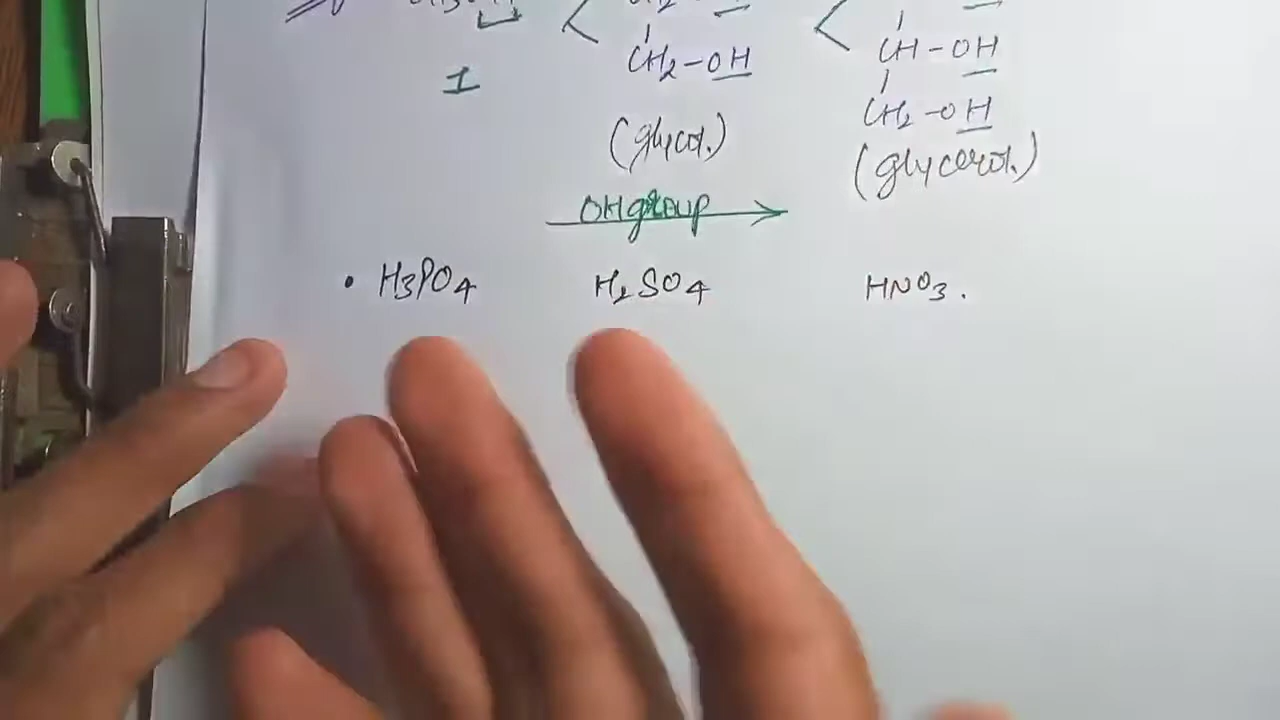 CH2-OH
CH-OH
CH2-OH
1
(glycol.)
(glycerol.)
OH group
• H3PO4 H2SO4 HNO3.